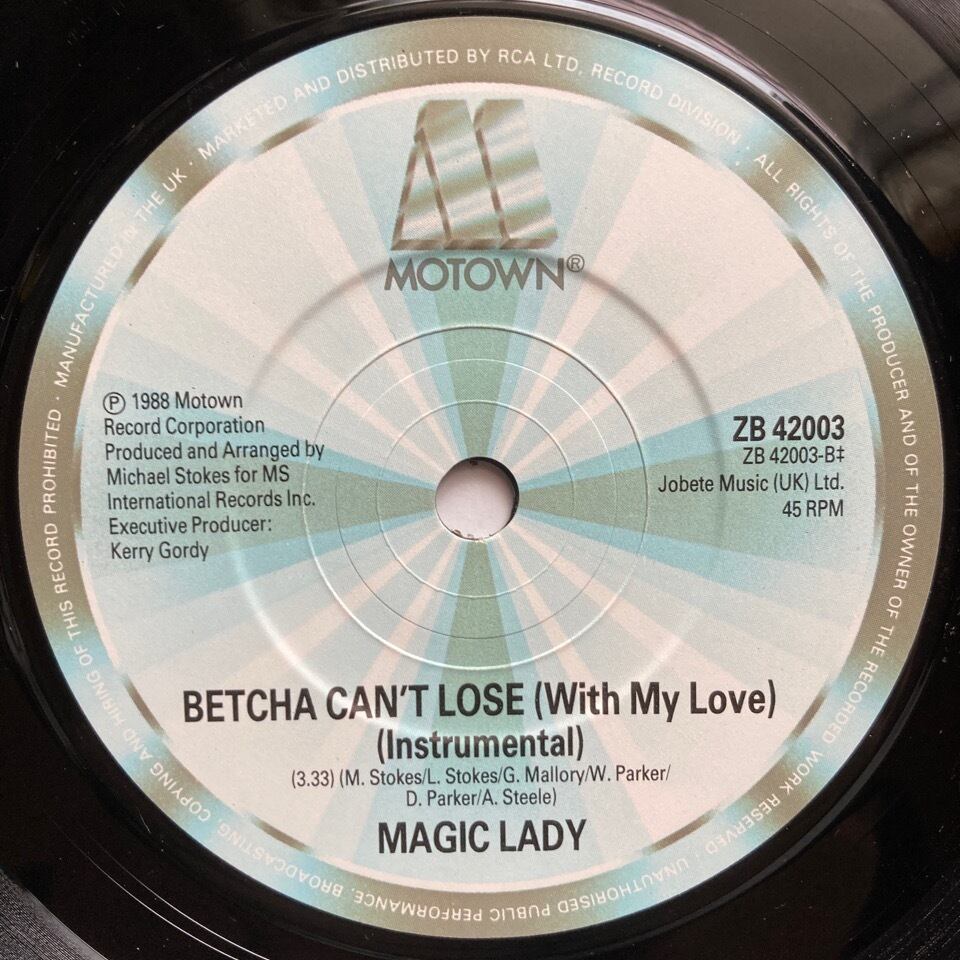 MANUFACTURED IN THE UK · MARKETED AND DISTRIBUTED BY RCA LTD, RECORD DIVISION · ALL RIGHTS OF THE PRODUCER AND OF THE OWNER OF THE RECORDED WORK RESERVED : UNAUTHORISED PUBLIC PERFORMANCE, BROADCASTING, COPYING AND HIRING OF THIS RECORD PROHIBITED ·
MOTOWN®
℗ 1988 Motown
Record Corporation
Produced and Arranged by
Michael Stokes for MS
International Records Inc.
Executive Producer:
Kerry Gordy
ZB 42003
ZB 42003-B‡
Jobete Music (UK) Ltd.
45 RPM
BETCHA CAN'T LOSE (With My Love)
(Instrumental)
(3.33) (M. Stokes/L. Stokes/G. Mallory/W. Parker/
D. Parker/A. Steele)
MAGIC LADY